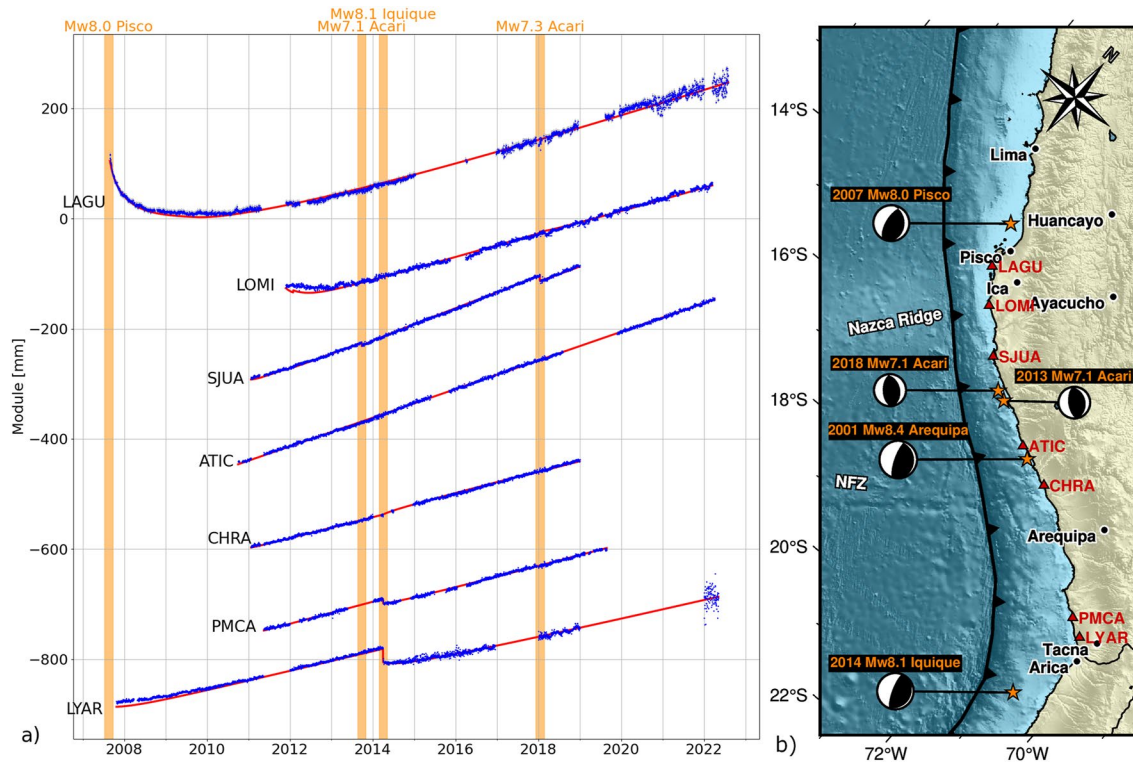 Mw8.1 Iquique
Mw8.0 Pisco
Mw7.1 Acari
Mw7.3 Acari
200
0
−200
−400
−600
−800
Module [mm]
LAGU
LOMI
SJUA
ATIC
CHRA
PMCA
LYAR
2008
2010
2012
2014
2016
2018
2020
2022
a)
N
14°S
16°S
18°S
20°S
22°S
72°W
70°W
Lima
2007 Mw8.0 Pisco
Huancayo
Pisco
LAGU
Ica
Ayacucho
LOMI
Nazca Ridge
SJUA
2018 Mw7.1 Acari
2013 Mw7.1 Acari
2001 Mw8.4 Arequipa
ATIC
NFZ
CHRA
Arequipa
PMCA
LYAR
Tacna
Arica
2014 Mw8.1 Iquique
b)